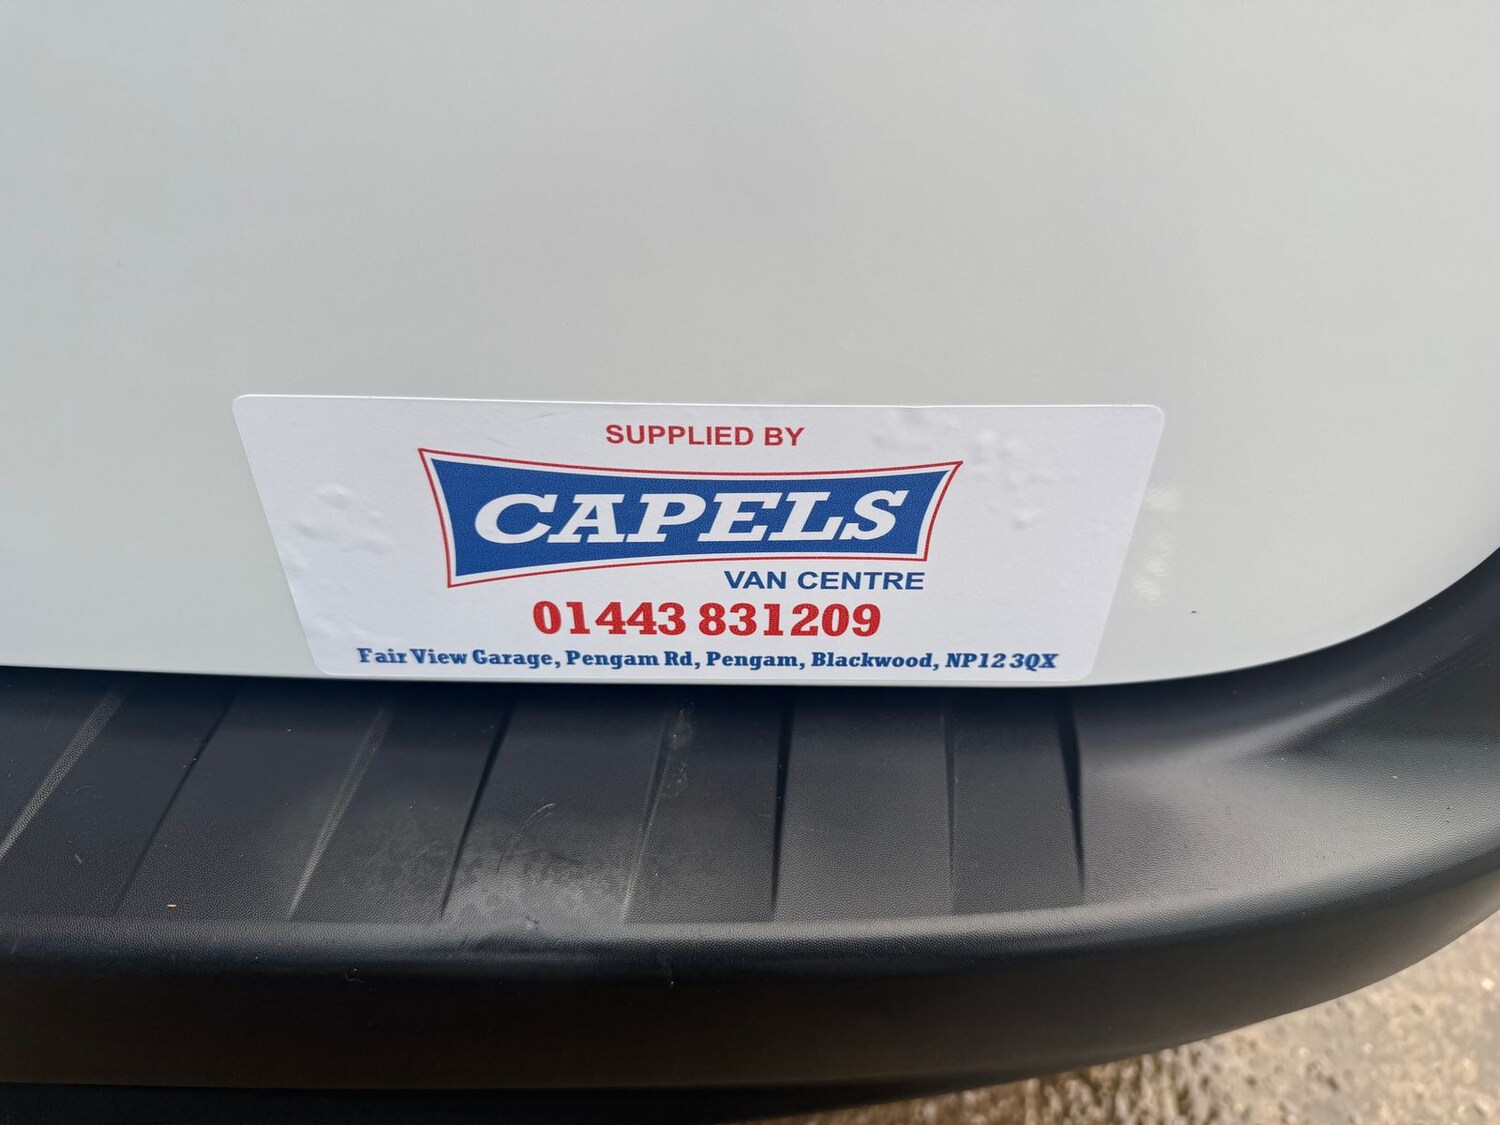 SUPPLIED BY
CAPELS
VAN CENTRE
01443 831209
Fair View Garage, Pengam Rd, Pengam, Blackwood, NP12 3QX